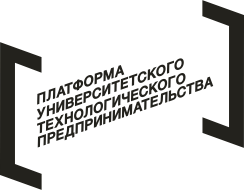 ПЛАТФОРМА
УНИВЕРСИТЕТСКОГО
ТЕХНОЛОГИЧЕСКОГО
ПРЕДПРИНИМАТЕЛЬСТВА